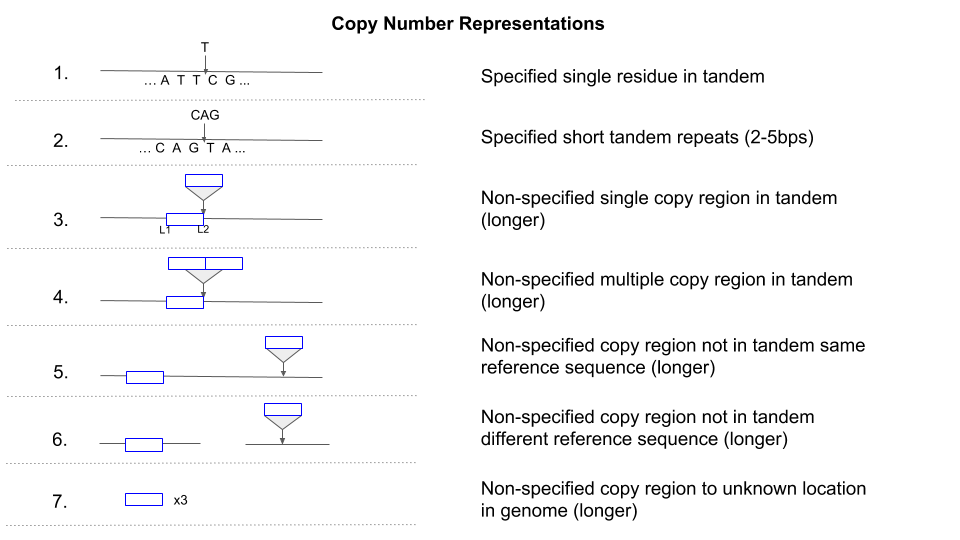 Copy Number Representations
T
1.
... A T T C G ...
Specified single residue in tandem
CAG
2.
... C A G T A ...
Specified short tandem repeats (2-5bps)
3.
L1 L2
Non-specified single copy region in tandem
(longer)
4.
Non-specified multiple copy region in tandem
(longer)
5.
Non-specified copy region not in tandem same
reference sequence (longer)
6.
Non-specified copy region not in tandem
different reference sequence (longer)
7.
x3
Non-specified copy region to unknown location
in genome (longer)